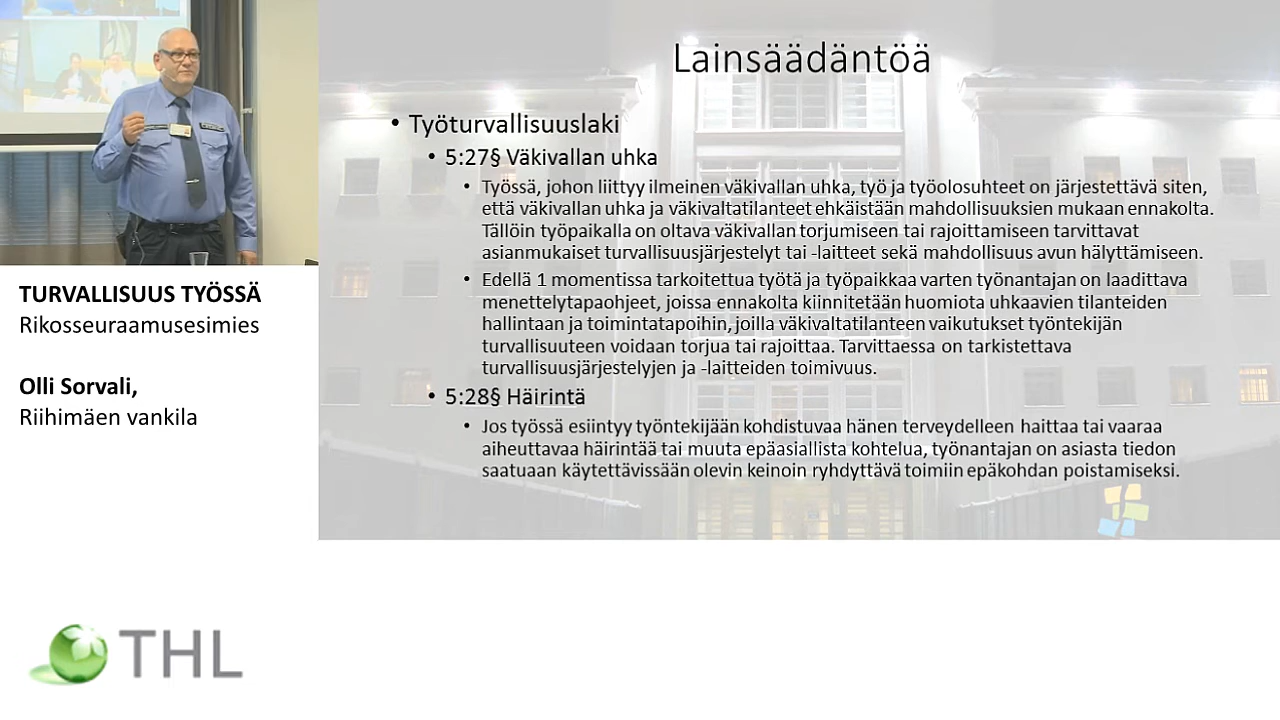 TURVALLISUUS TYÖSSÄ
Rikosseuraamusesimies
Olli Sorvali,
Riihimäen vankila
THL
Lainsäädäntöä
• Työturvallisuuslaki
• 5:27§ Väkivallan uhka
• Työssä, johon liittyy ilmeinen väkivallan uhka, työ ja työolosuhteet on järjestettävä siten,
että väkivallan uhka ja väkivaltatilanteet ehkäistään mahdollisuuksien mukaan ennakolta.
Tällöin työpaikalla on oltava väkivallan torjumiseen tai rajoittamiseen tarvittavat
asianmukaiset turvallisuusjärjestelyt tai -laitteet sekä mahdollisuus avun hälyttämiseen.
• Edellä 1 momentissa tarkoitettua työtä ja työpaikkaa varten työnantajan on laadittava
menettelytapaohjeet, joissa ennakolta kiinnitetään huomiota uhkaavien tilanteiden
hallintaan ja toimintatapoihin, joilla väkivaltatilanteen vaikutukset työntekijän
turvallisuuteen voidaan torjua tai rajoittaa. Tarvittaessa on tarkistettava
turvallisuusjärjestelyjen ja -laitteiden toimivuus.
• 5:28§ Häirintä
• Jos työssä esiintyy työntekijään kohdistuvaa hänen terveydelleen haittaa tai vaaraa
aiheuttavaa häirintää tai muuta epäasiallista kohtelua, työnantajan on asiasta tiedon
saatuaan käytettävissään olevin keinoin ryhdyttävä toimiin epäkohdan poistamiseksi.